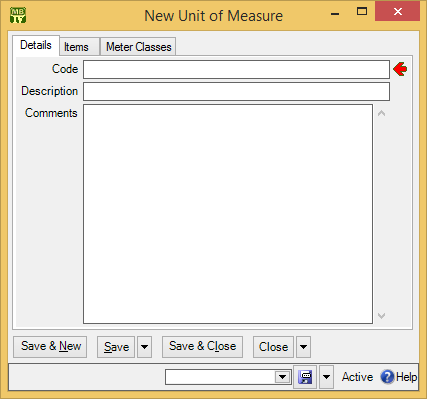 MB
New Unit of Measure
Details Items Meter Classes
Code
Description
Comments
Save & New Save Save & Close Close
Active ? Help